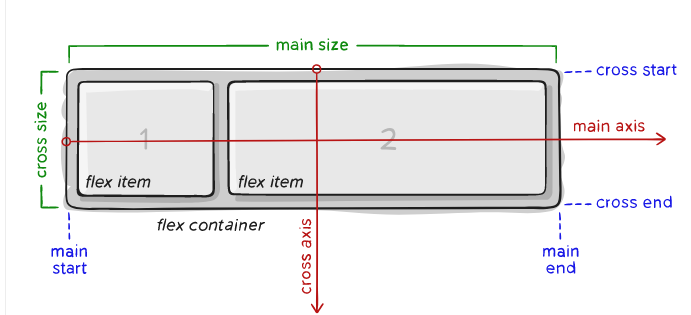 main size
cross start
cross size
1
2
main axis
flex item
flex item
cross end
flex container
cross axis
main
start
main
end